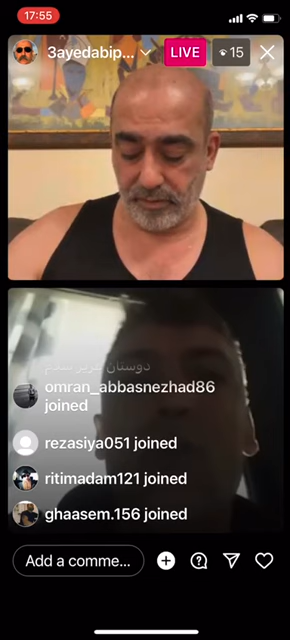 17:55
3ayedabip...
LIVE
15
دوستان عزیز سلام
omran_abbasnezhad86
joined
rezasiya051 joined
ritimadam121 joined
ghaasem.156 joined
Add a comme...